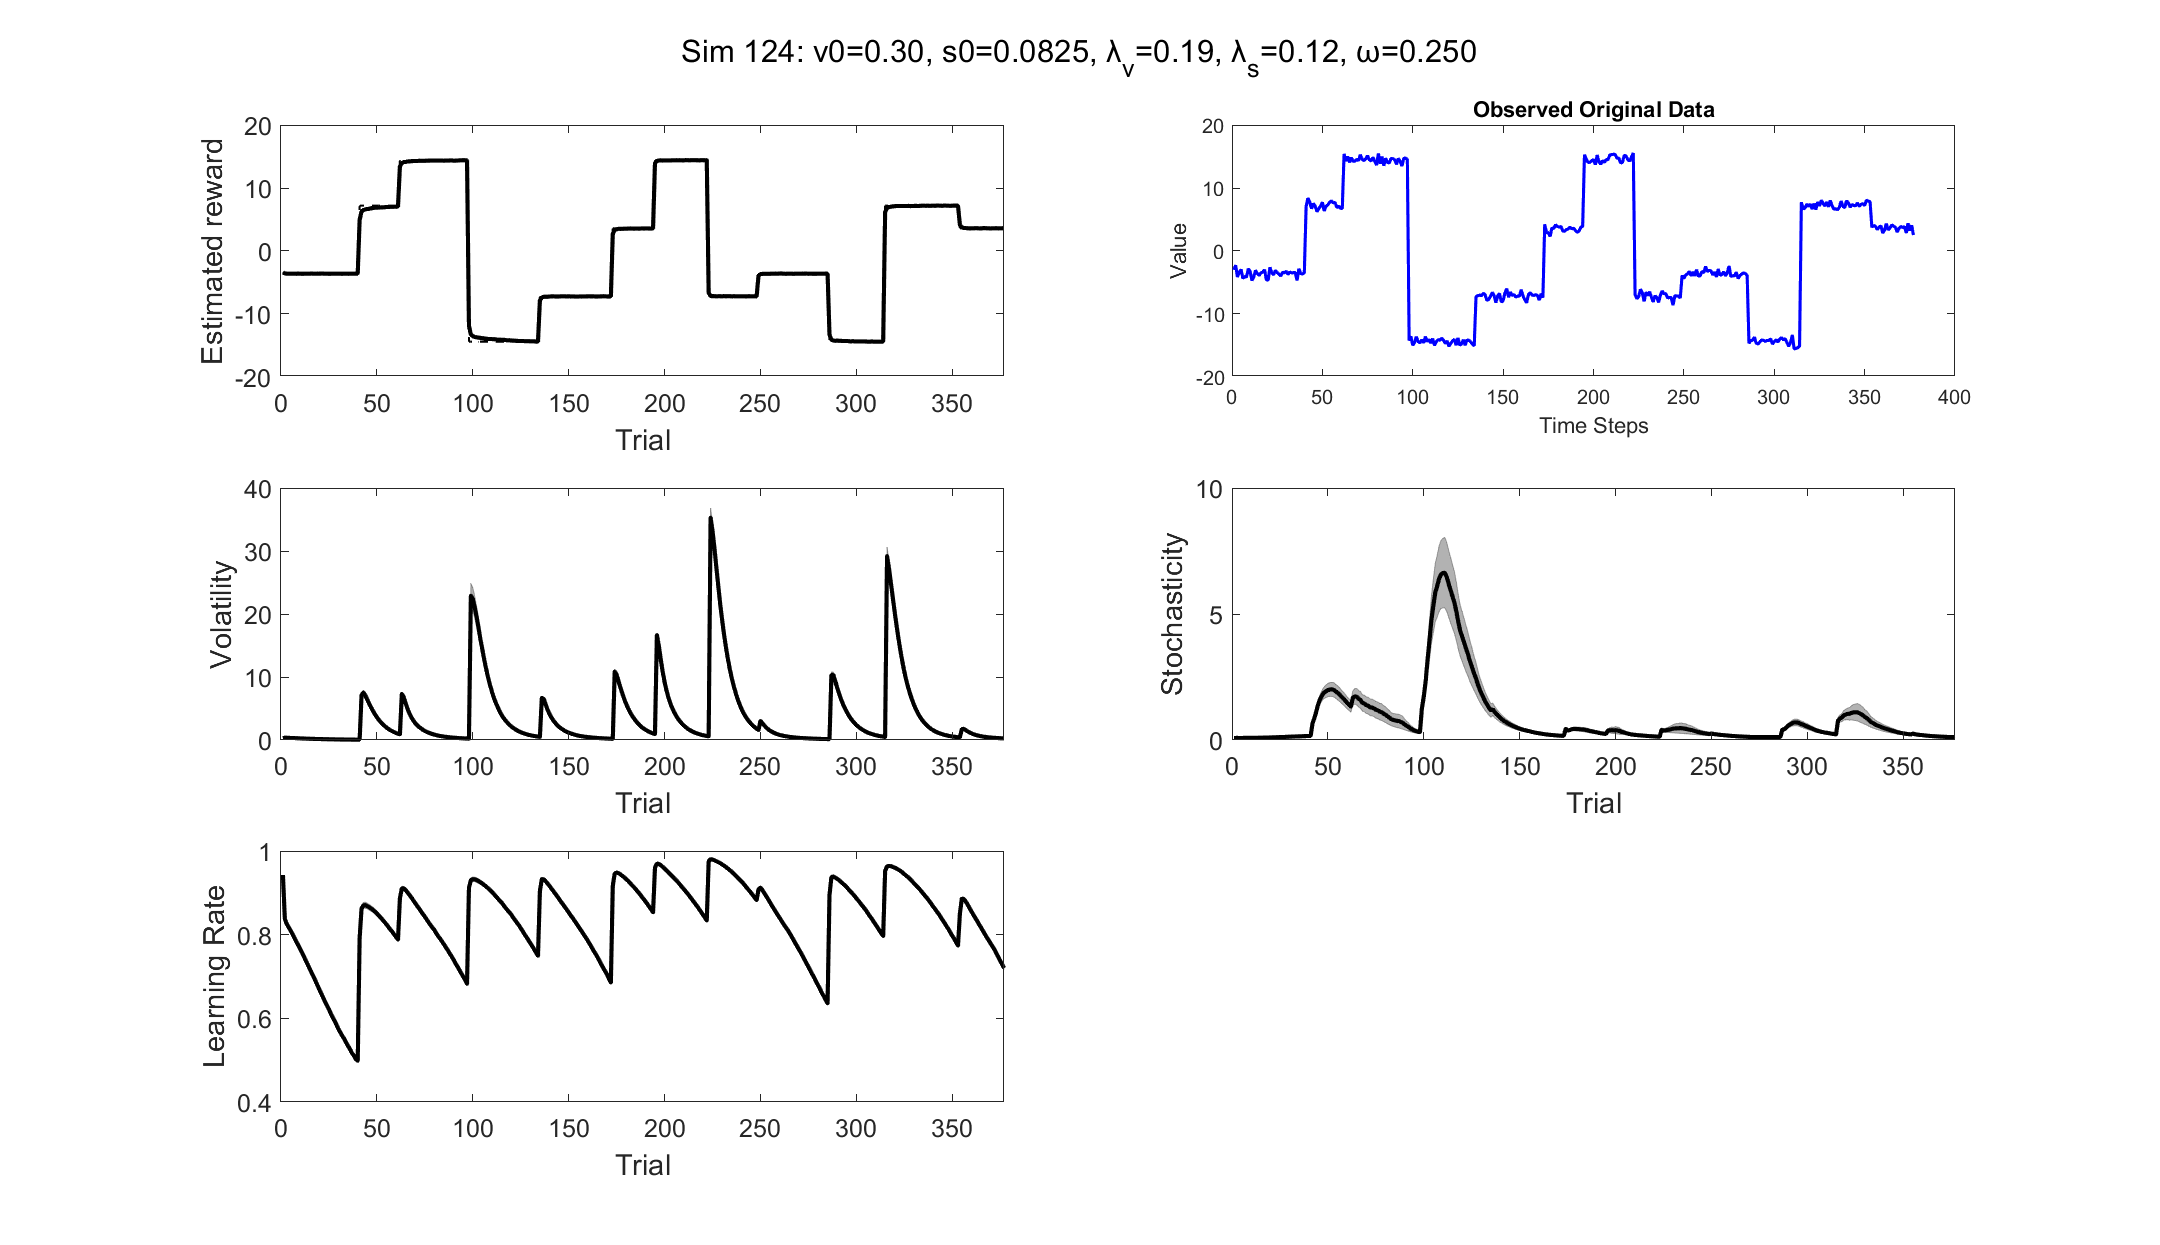 Sim 124: v0=0.30, s0=0.0825, λv=0.19, λs=0.12, ω=0.250
Estimated reward
20
10
0
-10
-20
0 50 100 150 200 250 300 350
Trial
Observed Original Data
Value
20
10
0
-10
-20
0 50 100 150 200 250 300 350 400
Time Steps
Volatility
40
30
20
10
0
0 50 100 150 200 250 300 350
Trial
Stochasticity
10
5
0
0 50 100 150 200 250 300 350
Trial
Learning Rate
1
0.8
0.6
0.4
0 50 100 150 200 250 300 350
Trial